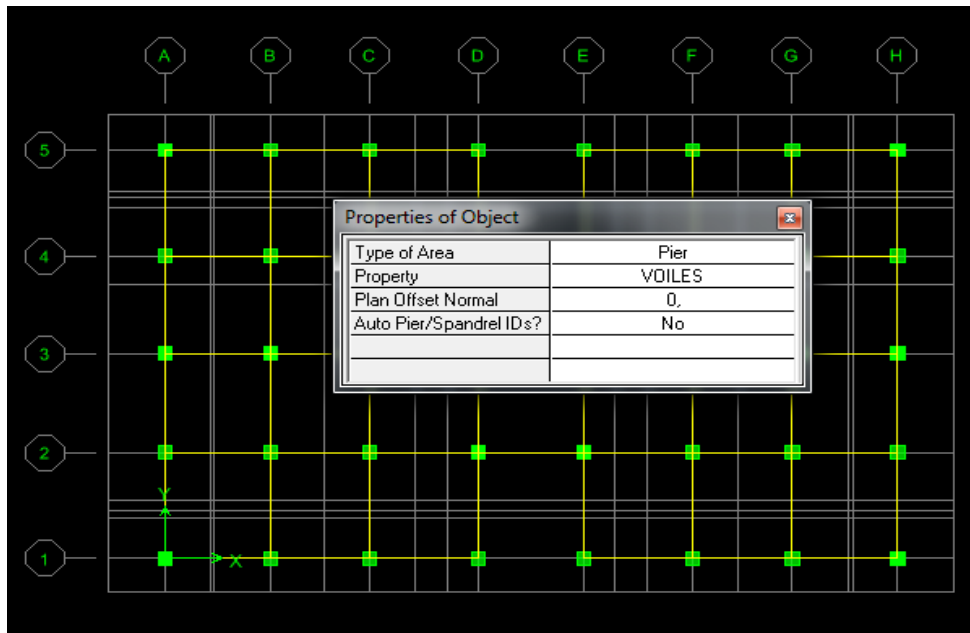 A B C D E F G H
5
Properties of Object
Type of Area Pier
4
Property VOILES
Plan Offset Normal 0,
Auto Pier/Spandrel IDs? No
3
2
Y
1
X